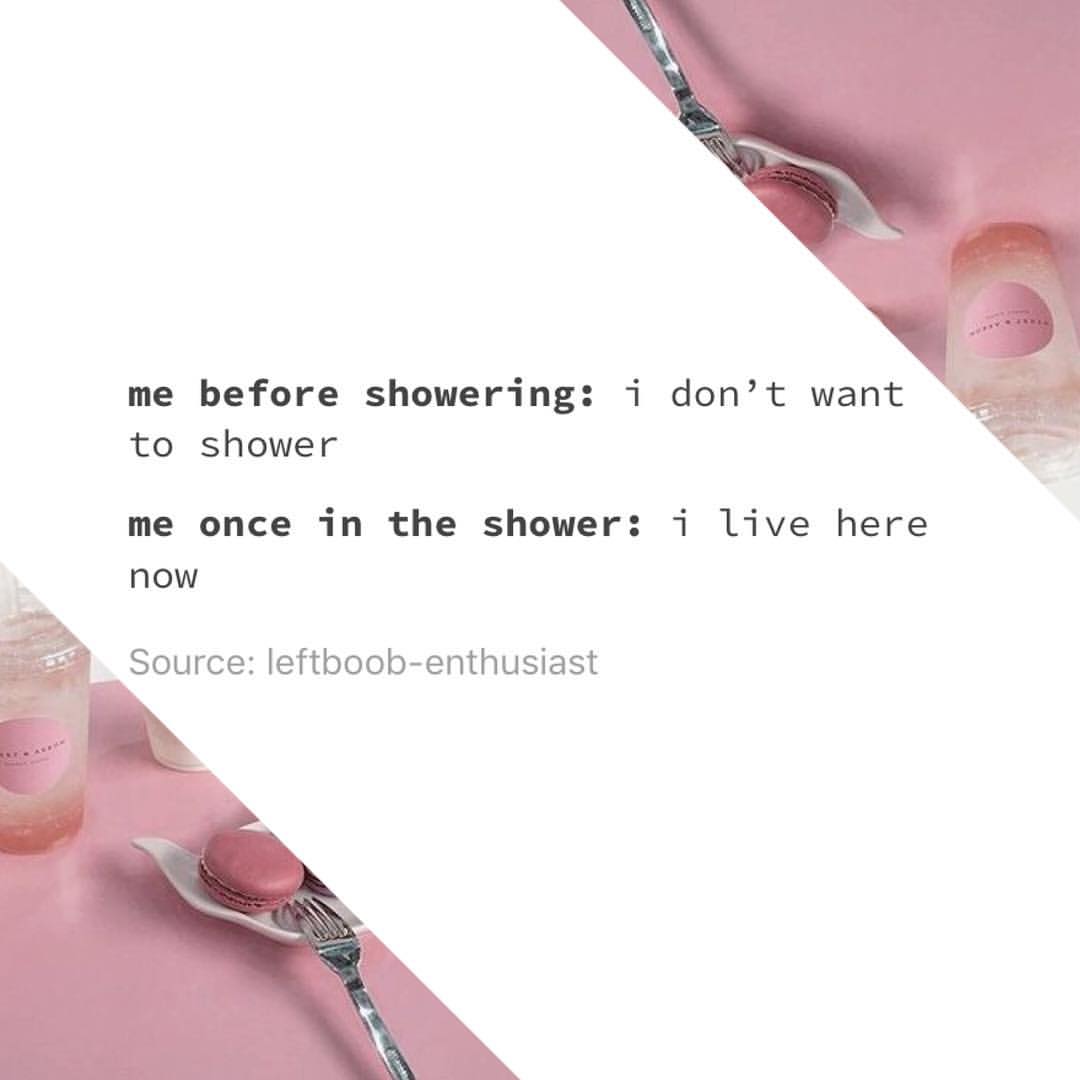 me before showering: i don’t want
to shower
me once in the shower: i live here
now
Source: leftboob-enthusiast